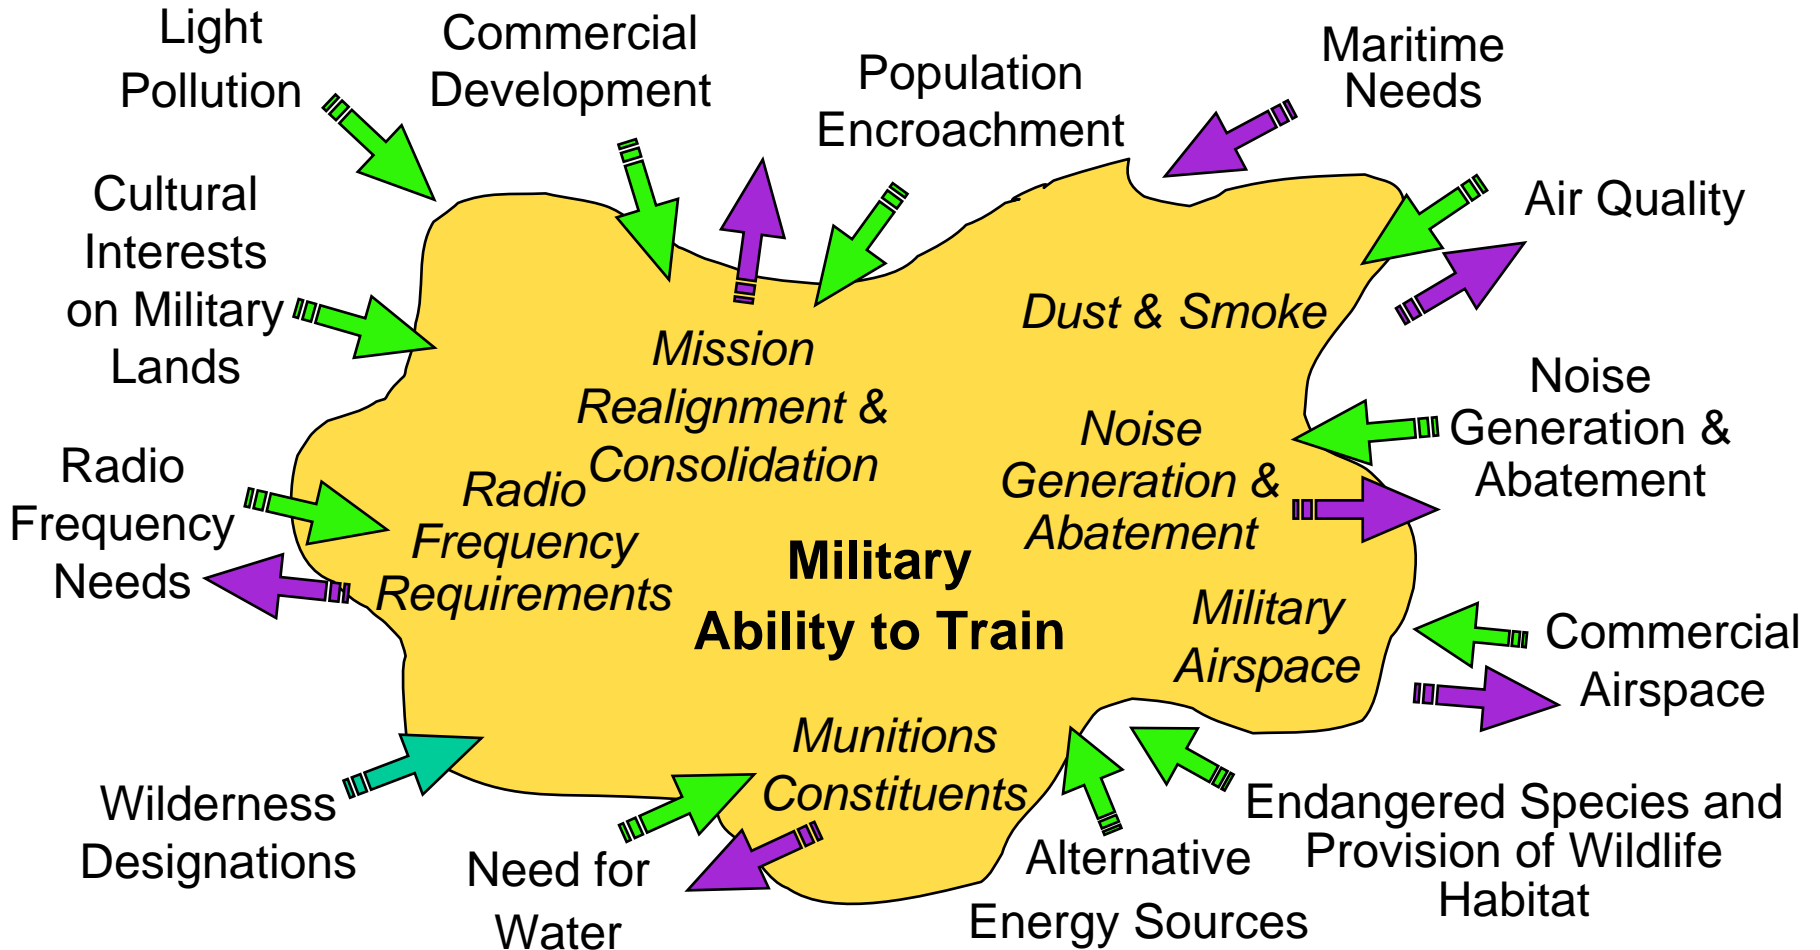 Light
Pollution
Commercial
Development
Population
Encroachment
Maritime
Needs
Cultural
Interests
on Military
Lands
Air Quality
Dust & Smoke
Mission
Realignment &
Consolidation
Noise
Generation &
Abatement
Noise
Generation &
Abatement
Radio
Frequency
Needs
Radio
Frequency
Requirements
Military
Ability to Train
Military
Airspace
Commercial
Airspace
Munitions
Constituents
Wilderness
Designations
Need for
Water
Alternative
Energy Sources
Endangered Species and
Provision of Wildlife
Habitat